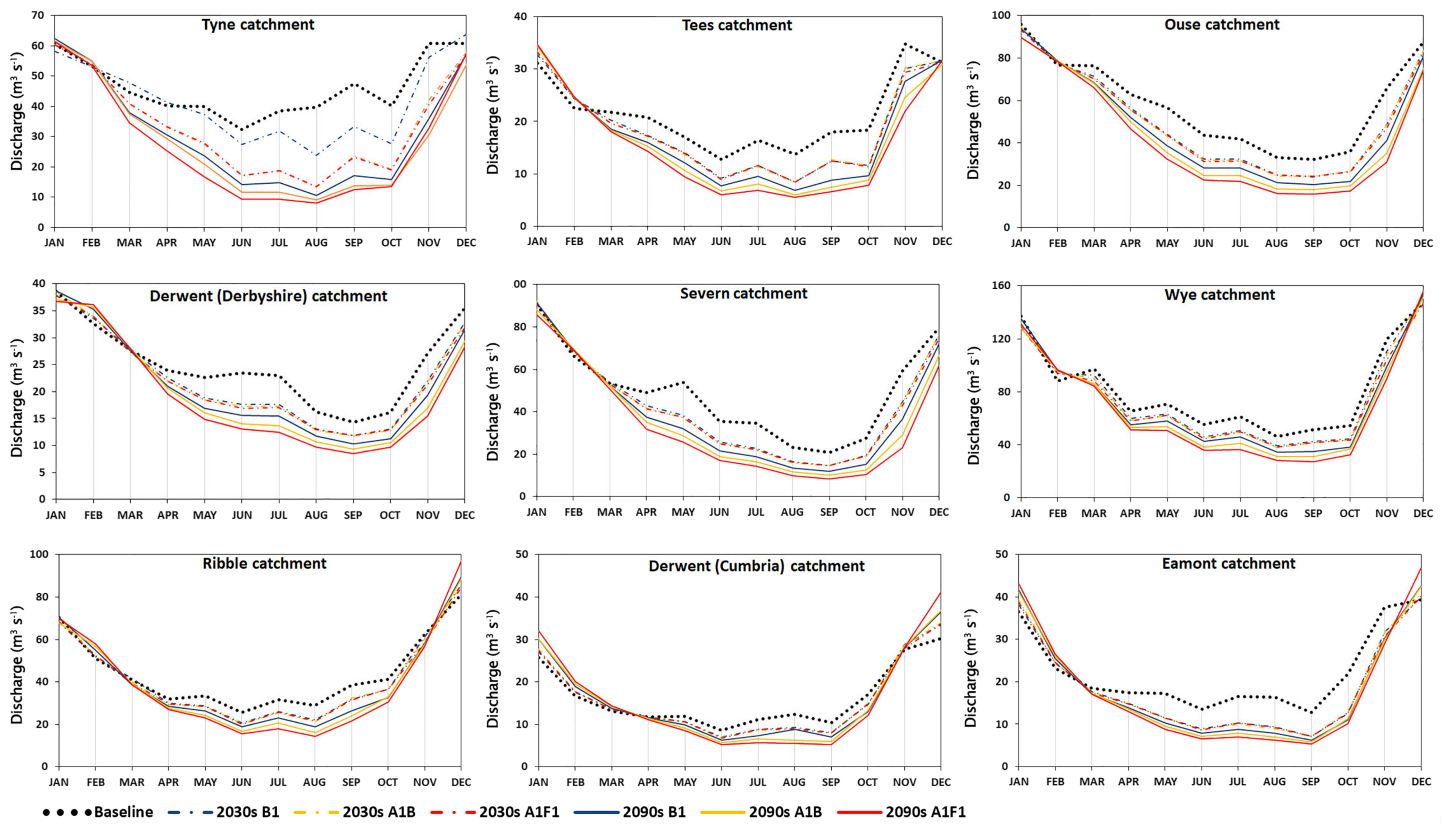 Tyne catchment
Discharge (m³ s⁻¹)
70
60
50
40
30
20
10
0
JAN FEB MAR APR MAY JUN JUL AUG SEP OCT NOV DEC
Tees catchment
Discharge (m³ s⁻¹)
40
30
20
10
0
JAN FEB MAR APR MAY JUN JUL AUG SEP OCT NOV DEC
Ouse catchment
Discharge (m³ s⁻¹)
100
80
60
40
20
0
JAN FEB MAR APR MAY JUN JUL AUG SEP OCT NOV DEC
Derwent (Derbyshire) catchment
Discharge (m³ s⁻¹)
40
35
30
25
20
15
10
5
0
JAN FEB MAR APR MAY JUN JUL AUG SEP OCT NOV DEC
Severn catchment
Discharge (m³ s⁻¹)
00
80
60
40
20
0
JAN FEB MAR APR MAY JUN JUL AUG SEP OCT NOV DEC
Wye catchment
Discharge (m³ s⁻¹)
160
120
80
40
0
JAN FEB MAR APR MAY JUN JUL AUG SEP OCT NOV DEC
Ribble catchment
Discharge (m³ s⁻¹)
100
80
60
40
20
0
JAN FEB MAR APR MAY JUN JUL AUG SEP OCT NOV DEC
Derwent (Cumbria) catchment
Discharge (m³ s⁻¹)
50
40
30
20
10
0
JAN FEB MAR APR MAY JUN JUL AUG SEP OCT NOV DEC
Eamont catchment
Discharge (m³ s⁻¹)
50
40
30
20
10
0
JAN FEB MAR APR MAY JUN JUL AUG SEP OCT NOV DEC
Baseline 2030s B1 2030s A1B 2030s A1F1 2090s B1 2090s A1B 2090s A1F1